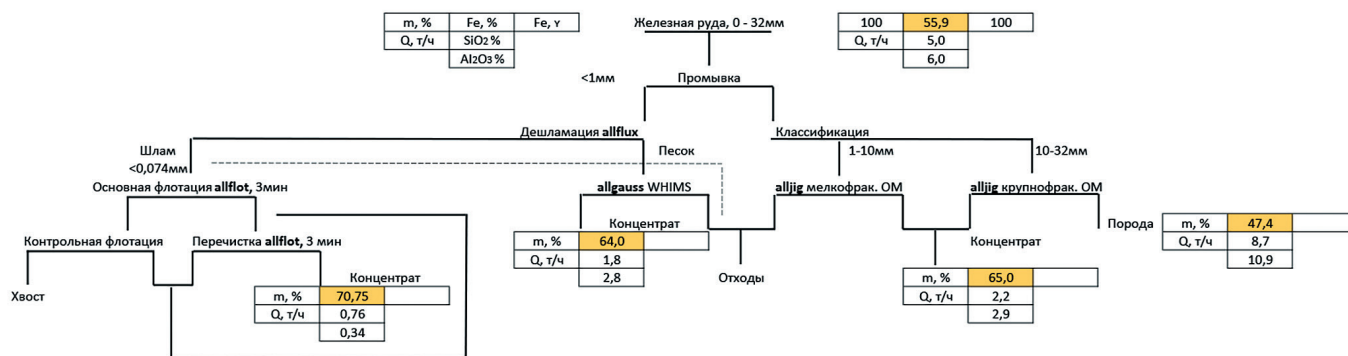 m, % Fe, % Fe, γ
Q, т/ч SiO2 %
Al2O3 %
Железная руда, 0 - 32мм
100 55,9 100
Q, т/ч 5,0
6,0
<1мм Промывка
Дешламация allflux Классификация
Шлам Песок 1-10мм 10-32мм
<0,074мм
Основная флотация allflot, 3мин
allgauss WHIMS
alljig мелкофрак. ОМ
alljig крупнофрак. ОМ
Контрольная флотация Перечистка allflot, 3 мин
Концентрат
m, % 64,0
Q, т/ч 1,8
2,8
Концентрат
Порода
m, % 47,4
Q, т/ч 8,7
10,9
Хвост
Концентрат
m, % 70,75
Q, т/ч 0,76
0,34
Отходы
m, % 65,0
Q, т/ч 2,2
2,9